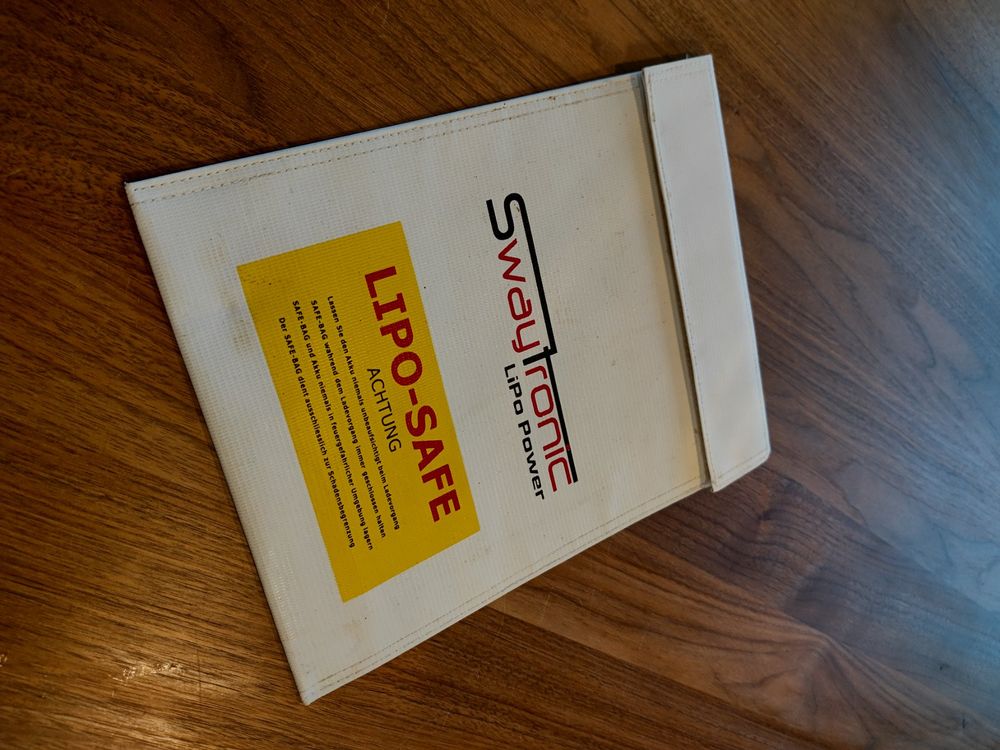 Swaytronic
LiPo Power
LIPO-SAFE
ACHTUNG
Lassen Sie den Akku niemals unbeaufsichtigt beim Ladevorgang
SAFE-BAG während dem Ladevorgang immer geschlossen halten
SAFE-BAG und Akku niemals in feuergefährlicher Umgebung lagern
Der SAFE-BAG dient ausschliesslich zur Schadensbegrenzung